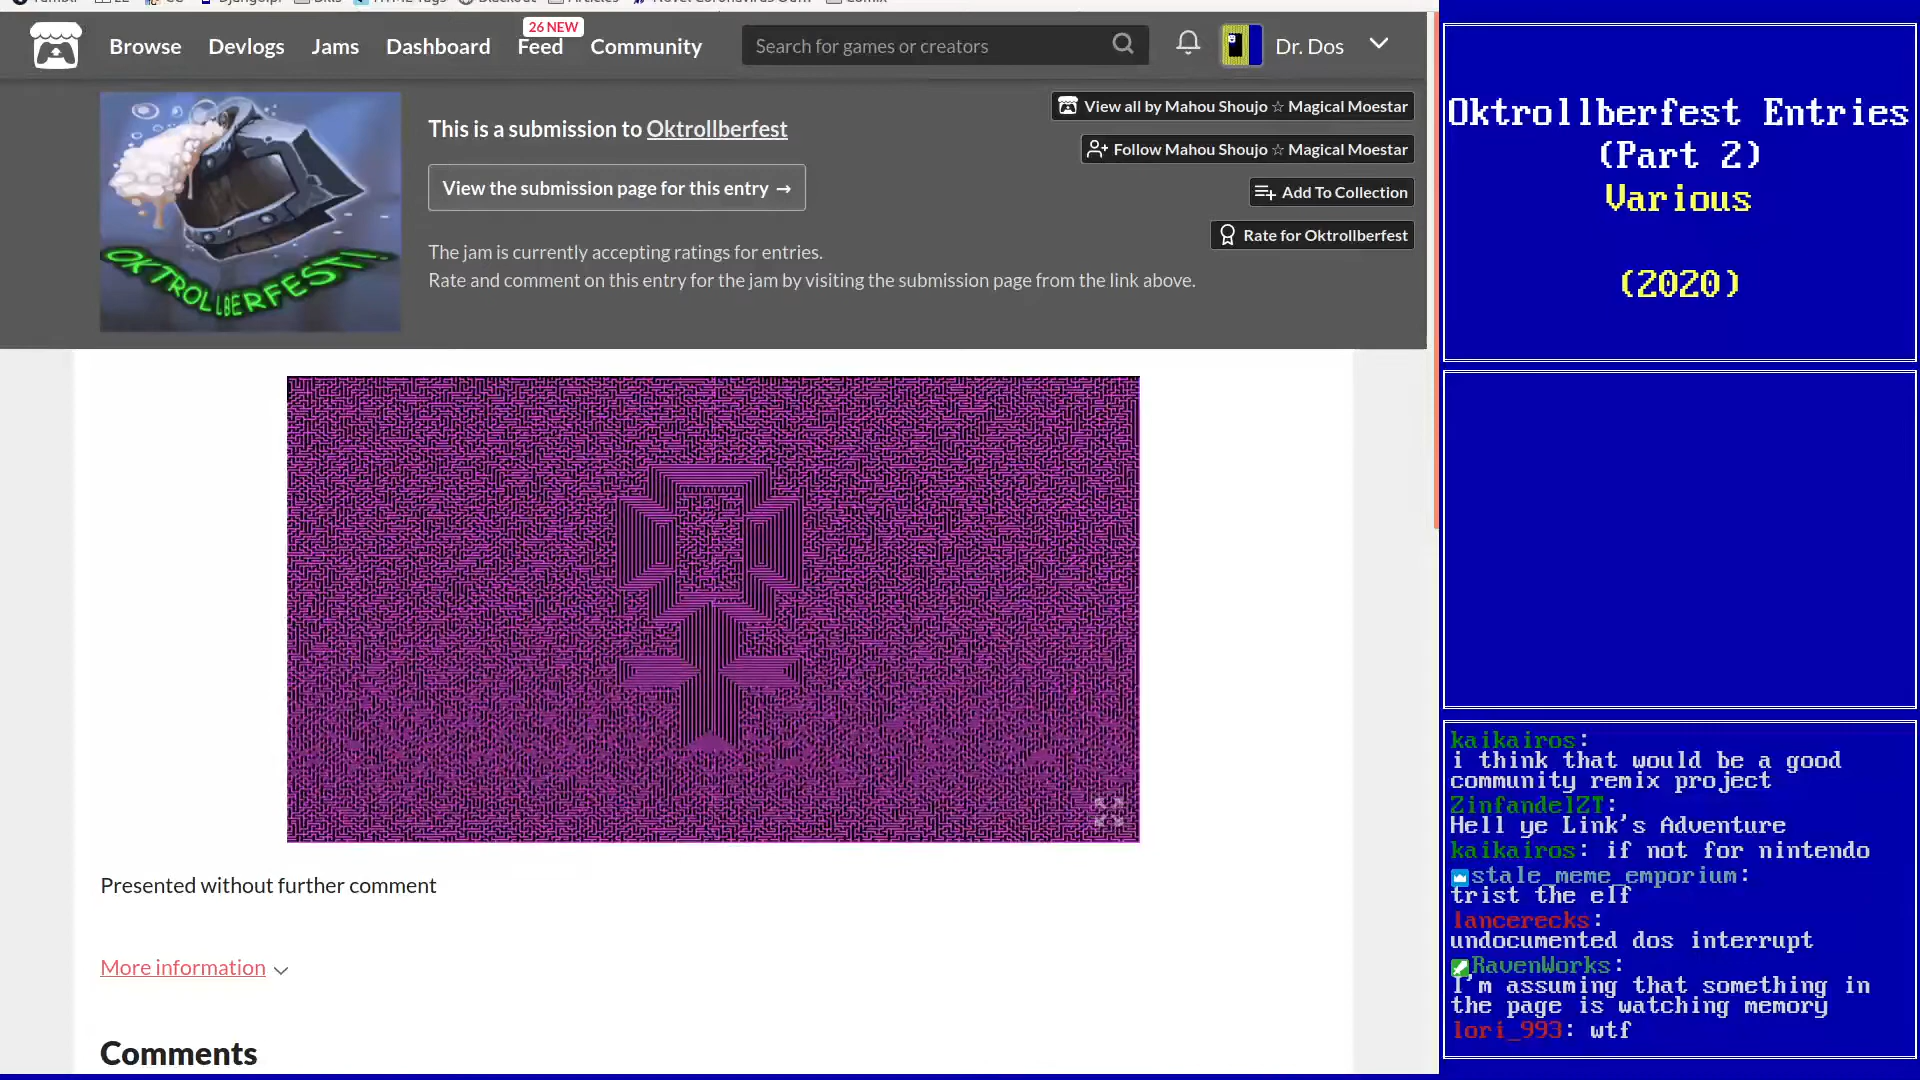 26 NEW
Browse Devlogs Jams Dashboard Feed Community Search for games or creators Dr. Dos
This is a submission to Oktrollberfest
View the submission page for this entry →
The jam is currently accepting ratings for entries.
Rate and comment on this entry for the jam by visiting the submission page from the link above.
View all by Mahou Shoujo ☆ Magical Moestar
Follow Mahou Shoujo ☆ Magical Moestar
Add To Collection
Rate for Oktrollberfest
OKTROLLBERFEST!
Presented without further comment
More information
Comments
Oktrollberfest Entries
(Part 2)
Various
(2020)
kaikairos:
i think that would be a good
community remix project
ZinfandelZT:
Hell ye Link's Adventure
kaikairos: if not for nintendo
stale_meme_emporium:
trist the elf
lancerecks:
undocumented dos interrupt
RavenWorks:
I'm assuming that something in
the page is watching memory
lori_993: wtf